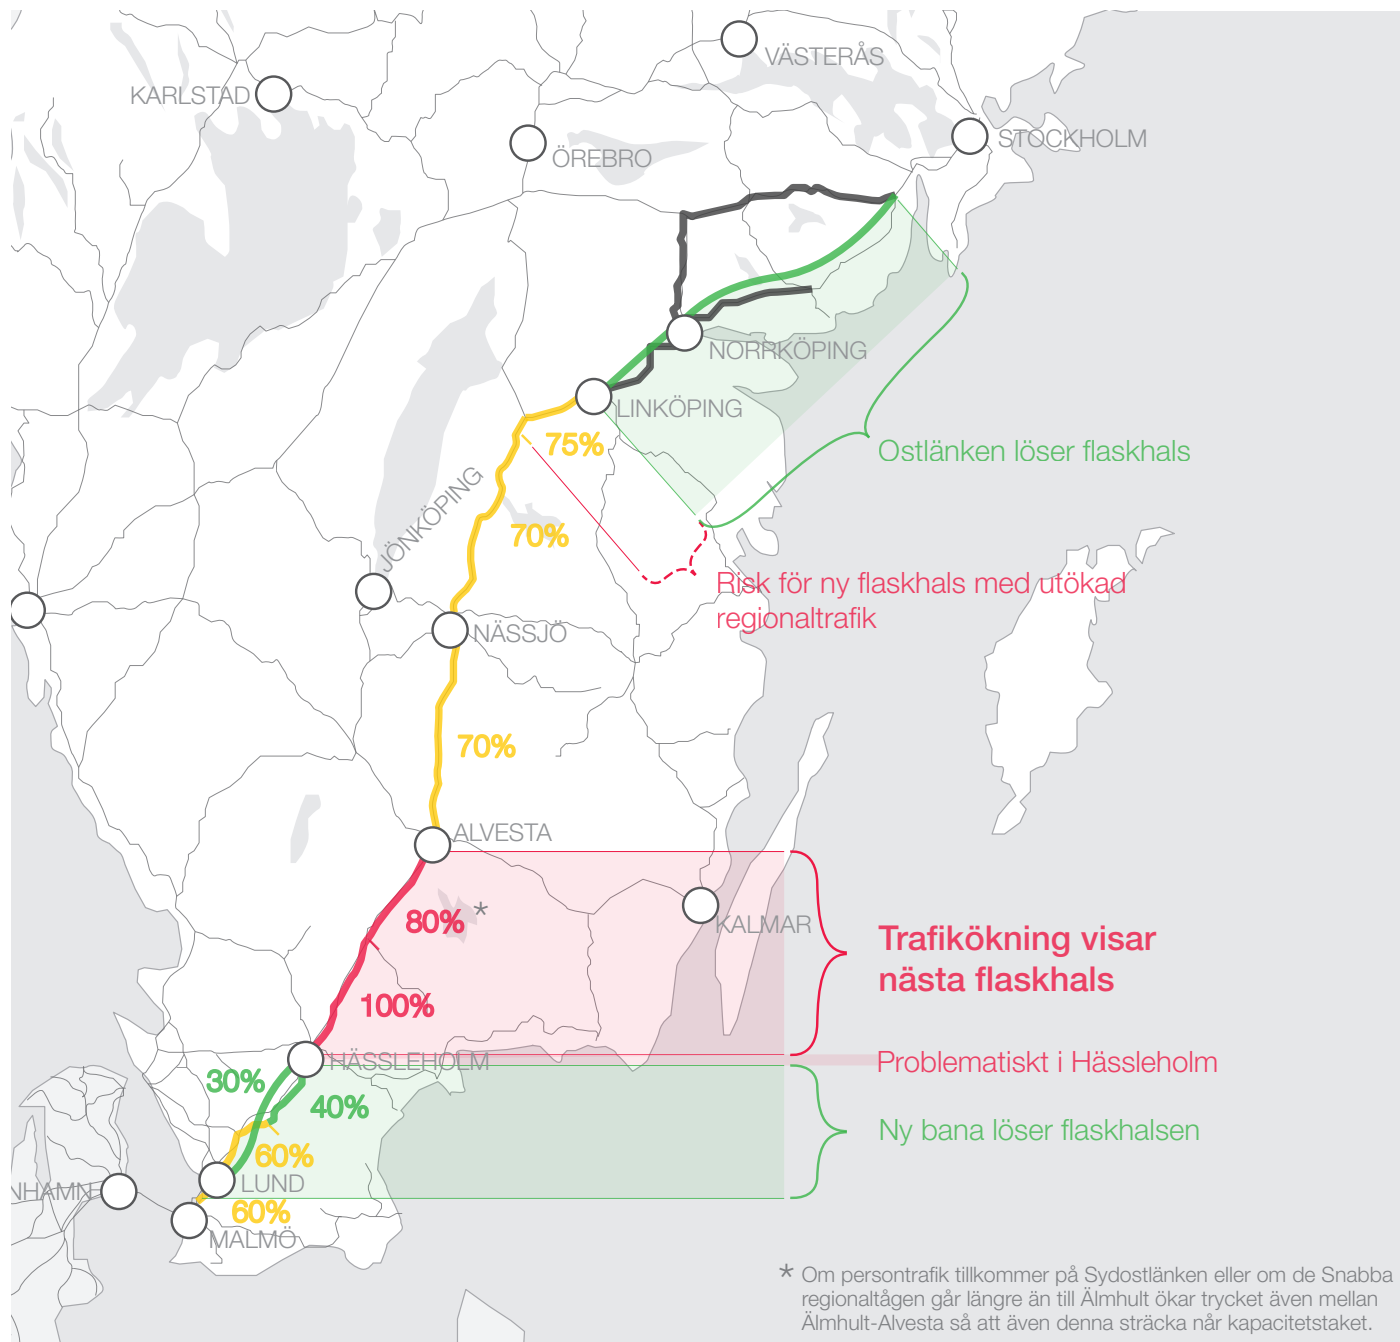 VÄSTERÅS
KARLSTAD
STOCKHOLM
ÖREBRO
NORRKÖPING
LINKÖPING
75%
Ostlänken löser flaskhals
JÖNKÖPING
70%
Risk för ny flaskhals med utökad
regionaltrafik
NÄSSJÖ
70%
ALVESTA
80% *
KALMAR
Trafikökning visar
nästa flaskhals
100%
HÄSSLEHOLM
Problematiskt i Hässleholm
30%
40%
Ny bana löser flaskhalsen
60%
LUND
NHAMN
60%
MALMÖ
* Om persontrafik tillkommer på Sydostlänken eller om de Snabba
regionaltågen går längre än till Älmhult ökar trycket även mellan
Älmhult-Alvesta så att även denna sträcka når kapacitetstaket.